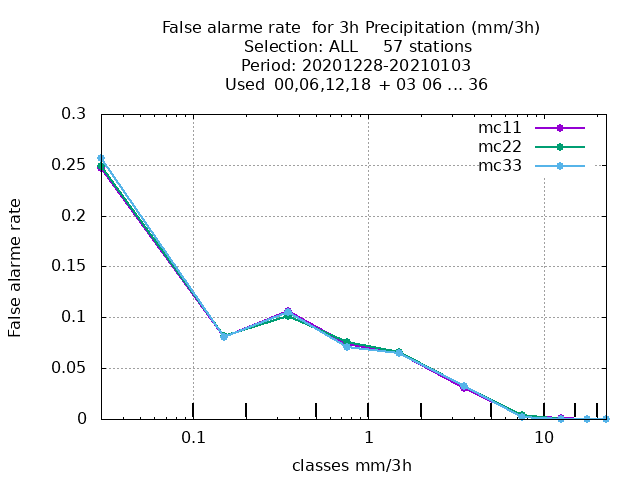 False alarme rate  for 3h Precipitation (mm/3h)
Selection: ALL     57 stations
Period: 20201228-20210103
Used  00,06,12,18  + 03 06 ... 36
mc11
mc22
mc33
0.3
0.25
0.2
0.15
0.1
0.05
0
False alarme rate
0.1
1
10
classes mm/3h